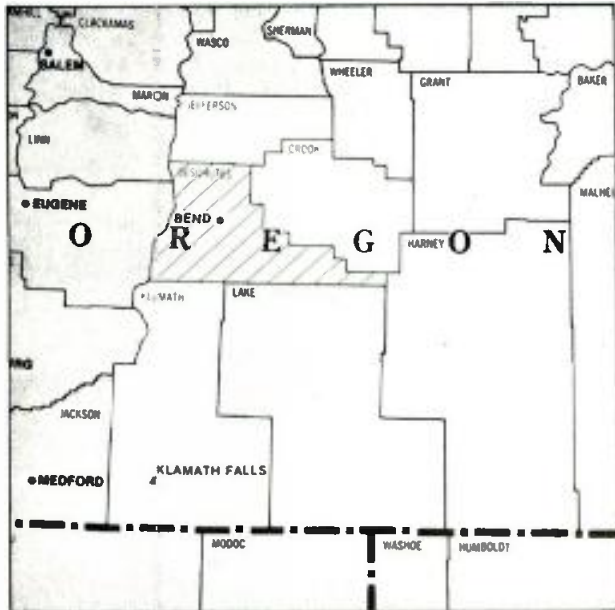 CLACKAMAS
SHERMAN
WASCO
SALEM
WHEELER
GRANT
BAKER
MARION
JEFFERSON
LINN
CROOK
DESCHUTES
EUGENE
BEND
O R E G O N
HARNEY
KLAMATH
LAKE
JACKSON
KLAMATH FALLS
MEDFORD
MODOC
WASHOE
HUMBOLDT